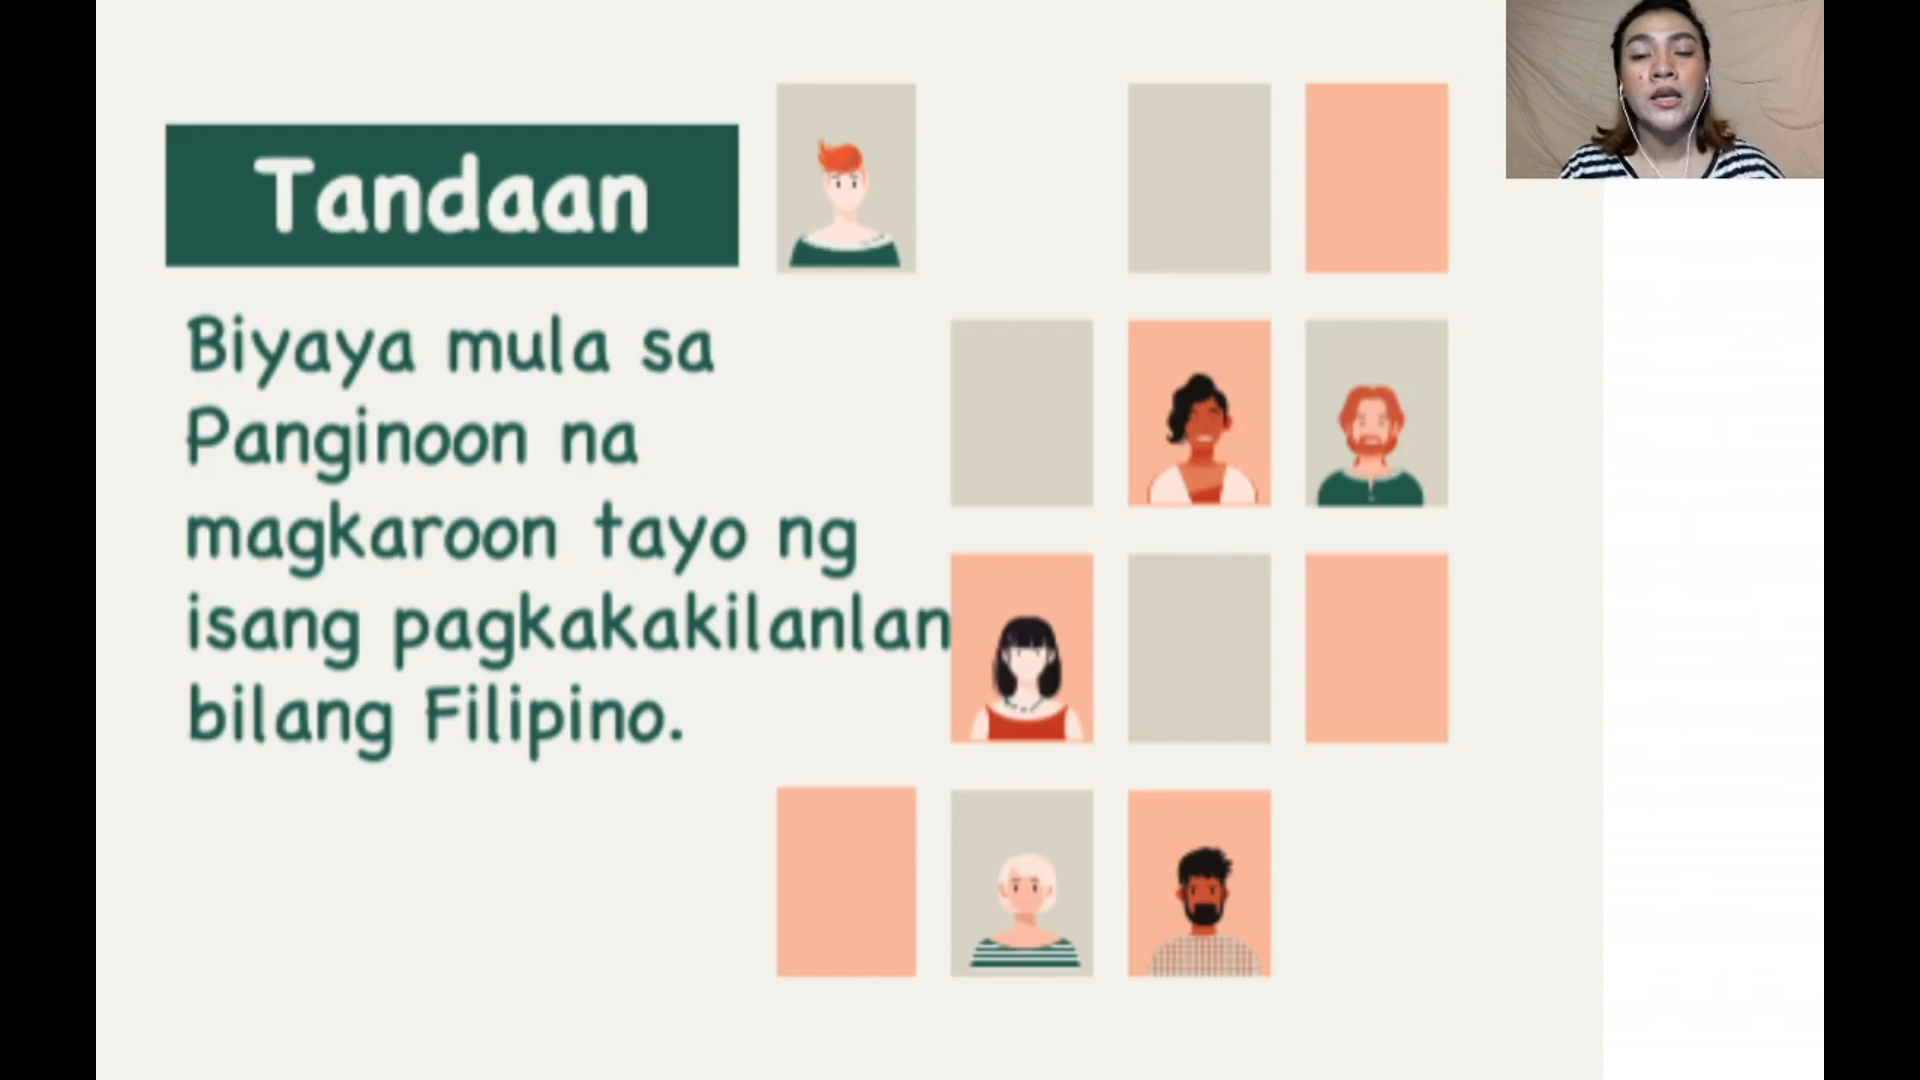 Tandaan
Biyaya mula sa
Panginoon na
magkaroon tayo ng
isang pagkakakilanlan
bilang Filipino.